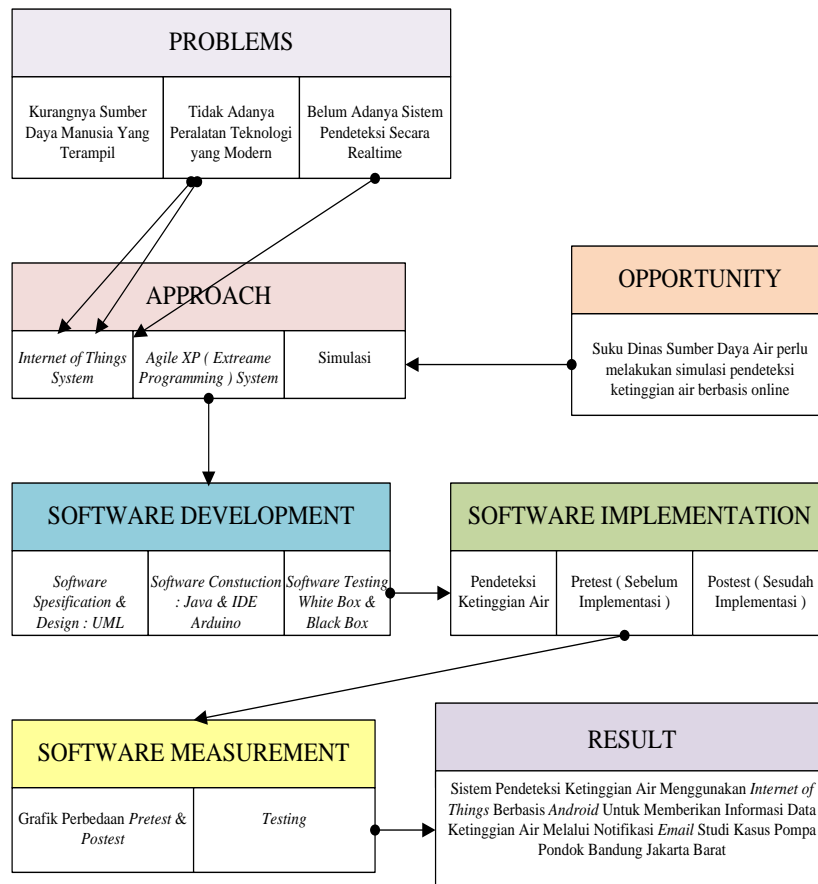 PROBLEMS
Kurangnya Sumber
Daya Manusia Yang
Terampil
Tidak Adanya
Peralatan Teknologi
yang Modern
Belum Adanya Sistem
Pendeteksi Secara
Realtime
APPROACH
Internet of Things
System
Agile XP ( Extreame
Programming ) System
Simulasi
OPPORTUNITY
Suku Dinas Sumber Daya Air perlu
melakukan simulasi pendeteksi
ketinggian air berbasis online
SOFTWARE DEVELOPMENT
Software
Spesification &
Design : UML
Software Constuction
: Java & IDE
Arduino
Software Testing
White Box &
Black Box
SOFTWARE IMPLEMENTATION
Pendeteksi
Ketinggian Air
Pretest ( Sebelum
Implementasi )
Postest ( Sesudah
Implementasi )
SOFTWARE MEASUREMENT
Grafik Perbedaan Pretest &
Postest
Testing
RESULT
Sistem Pendeteksi Ketinggian Air Menggunakan Internet of
Things Berbasis Android Untuk Memberikan Informasi Data
Ketinggian Air Melalui Notifikasi Email Studi Kasus Pompa
Pondok Bandung Jakarta Barat